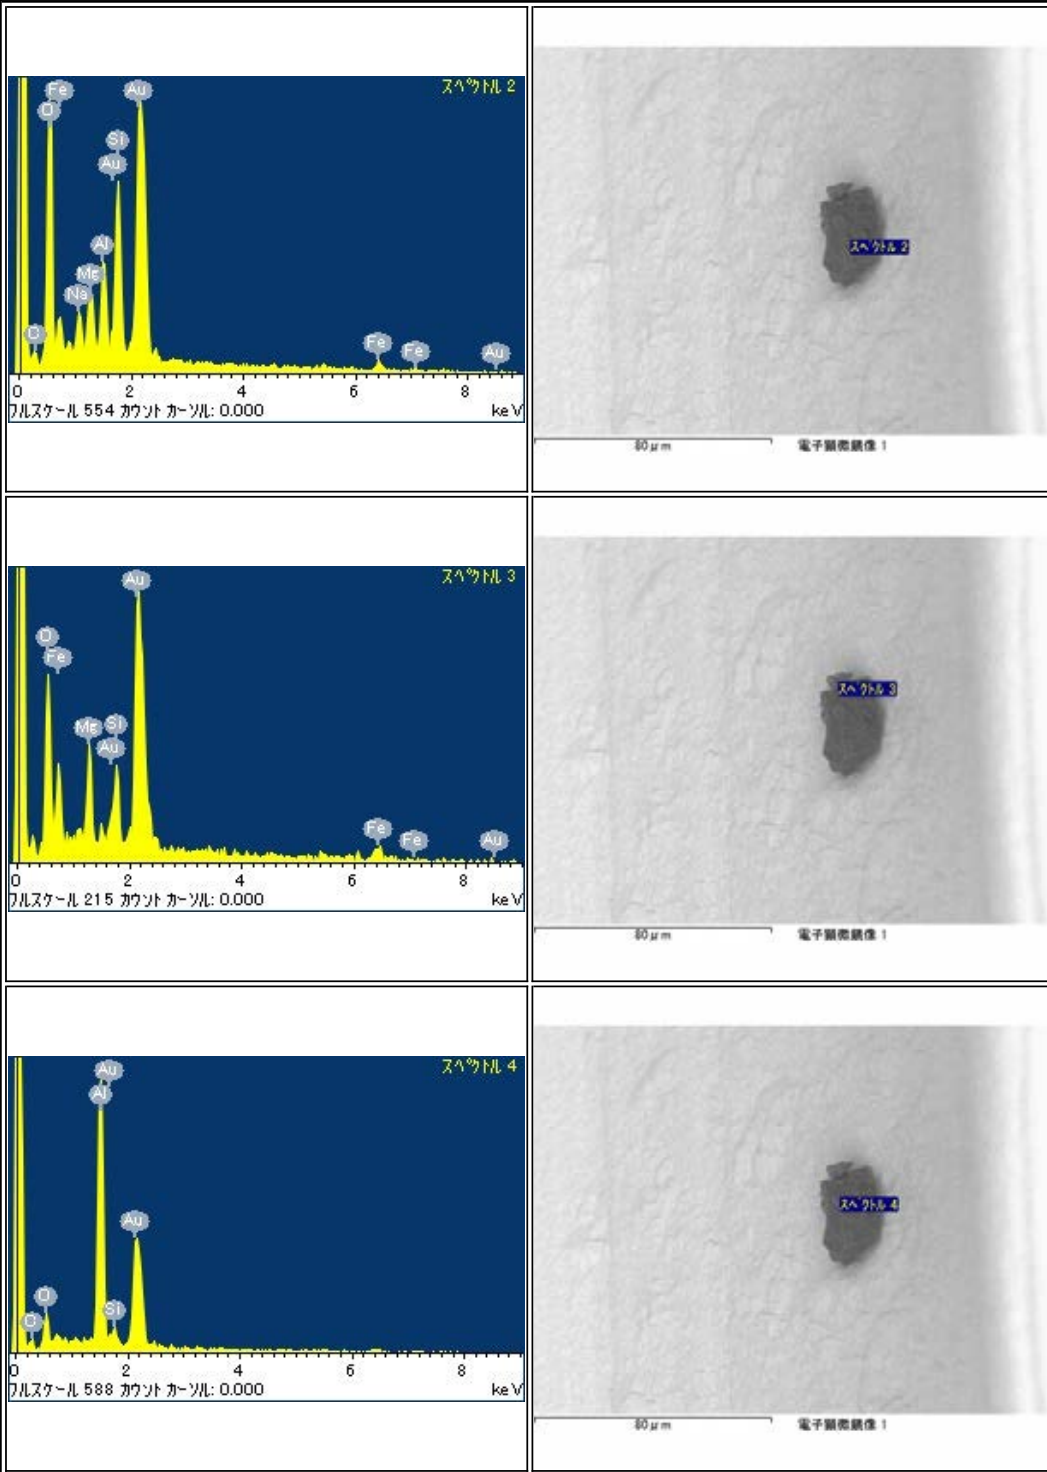 スペクトル 2
Fe
Au
O
Si
Au
Al
Mg
Na
C
Fe
Fe
Au
0 2 4 6 8
フルスケール 554 カウント カーソル: 0.000 keV
スペクトル 2
80μm 電子顕微鏡像 1
スペクトル 3
Au
O
Fe
Mg
Si
Au
Fe
Fe
Au
0 2 4 6 8
フルスケール 215 カウント カーソル: 0.000 keV
スペクトル 3
80μm 電子顕微鏡像 1
スペクトル 4
Au
Al
Au
O
Si
C
0 2 4 6 8
フルスケール 588 カウント カーソル: 0.000 keV
スペクトル 4
80μm 電子顕微鏡像 1